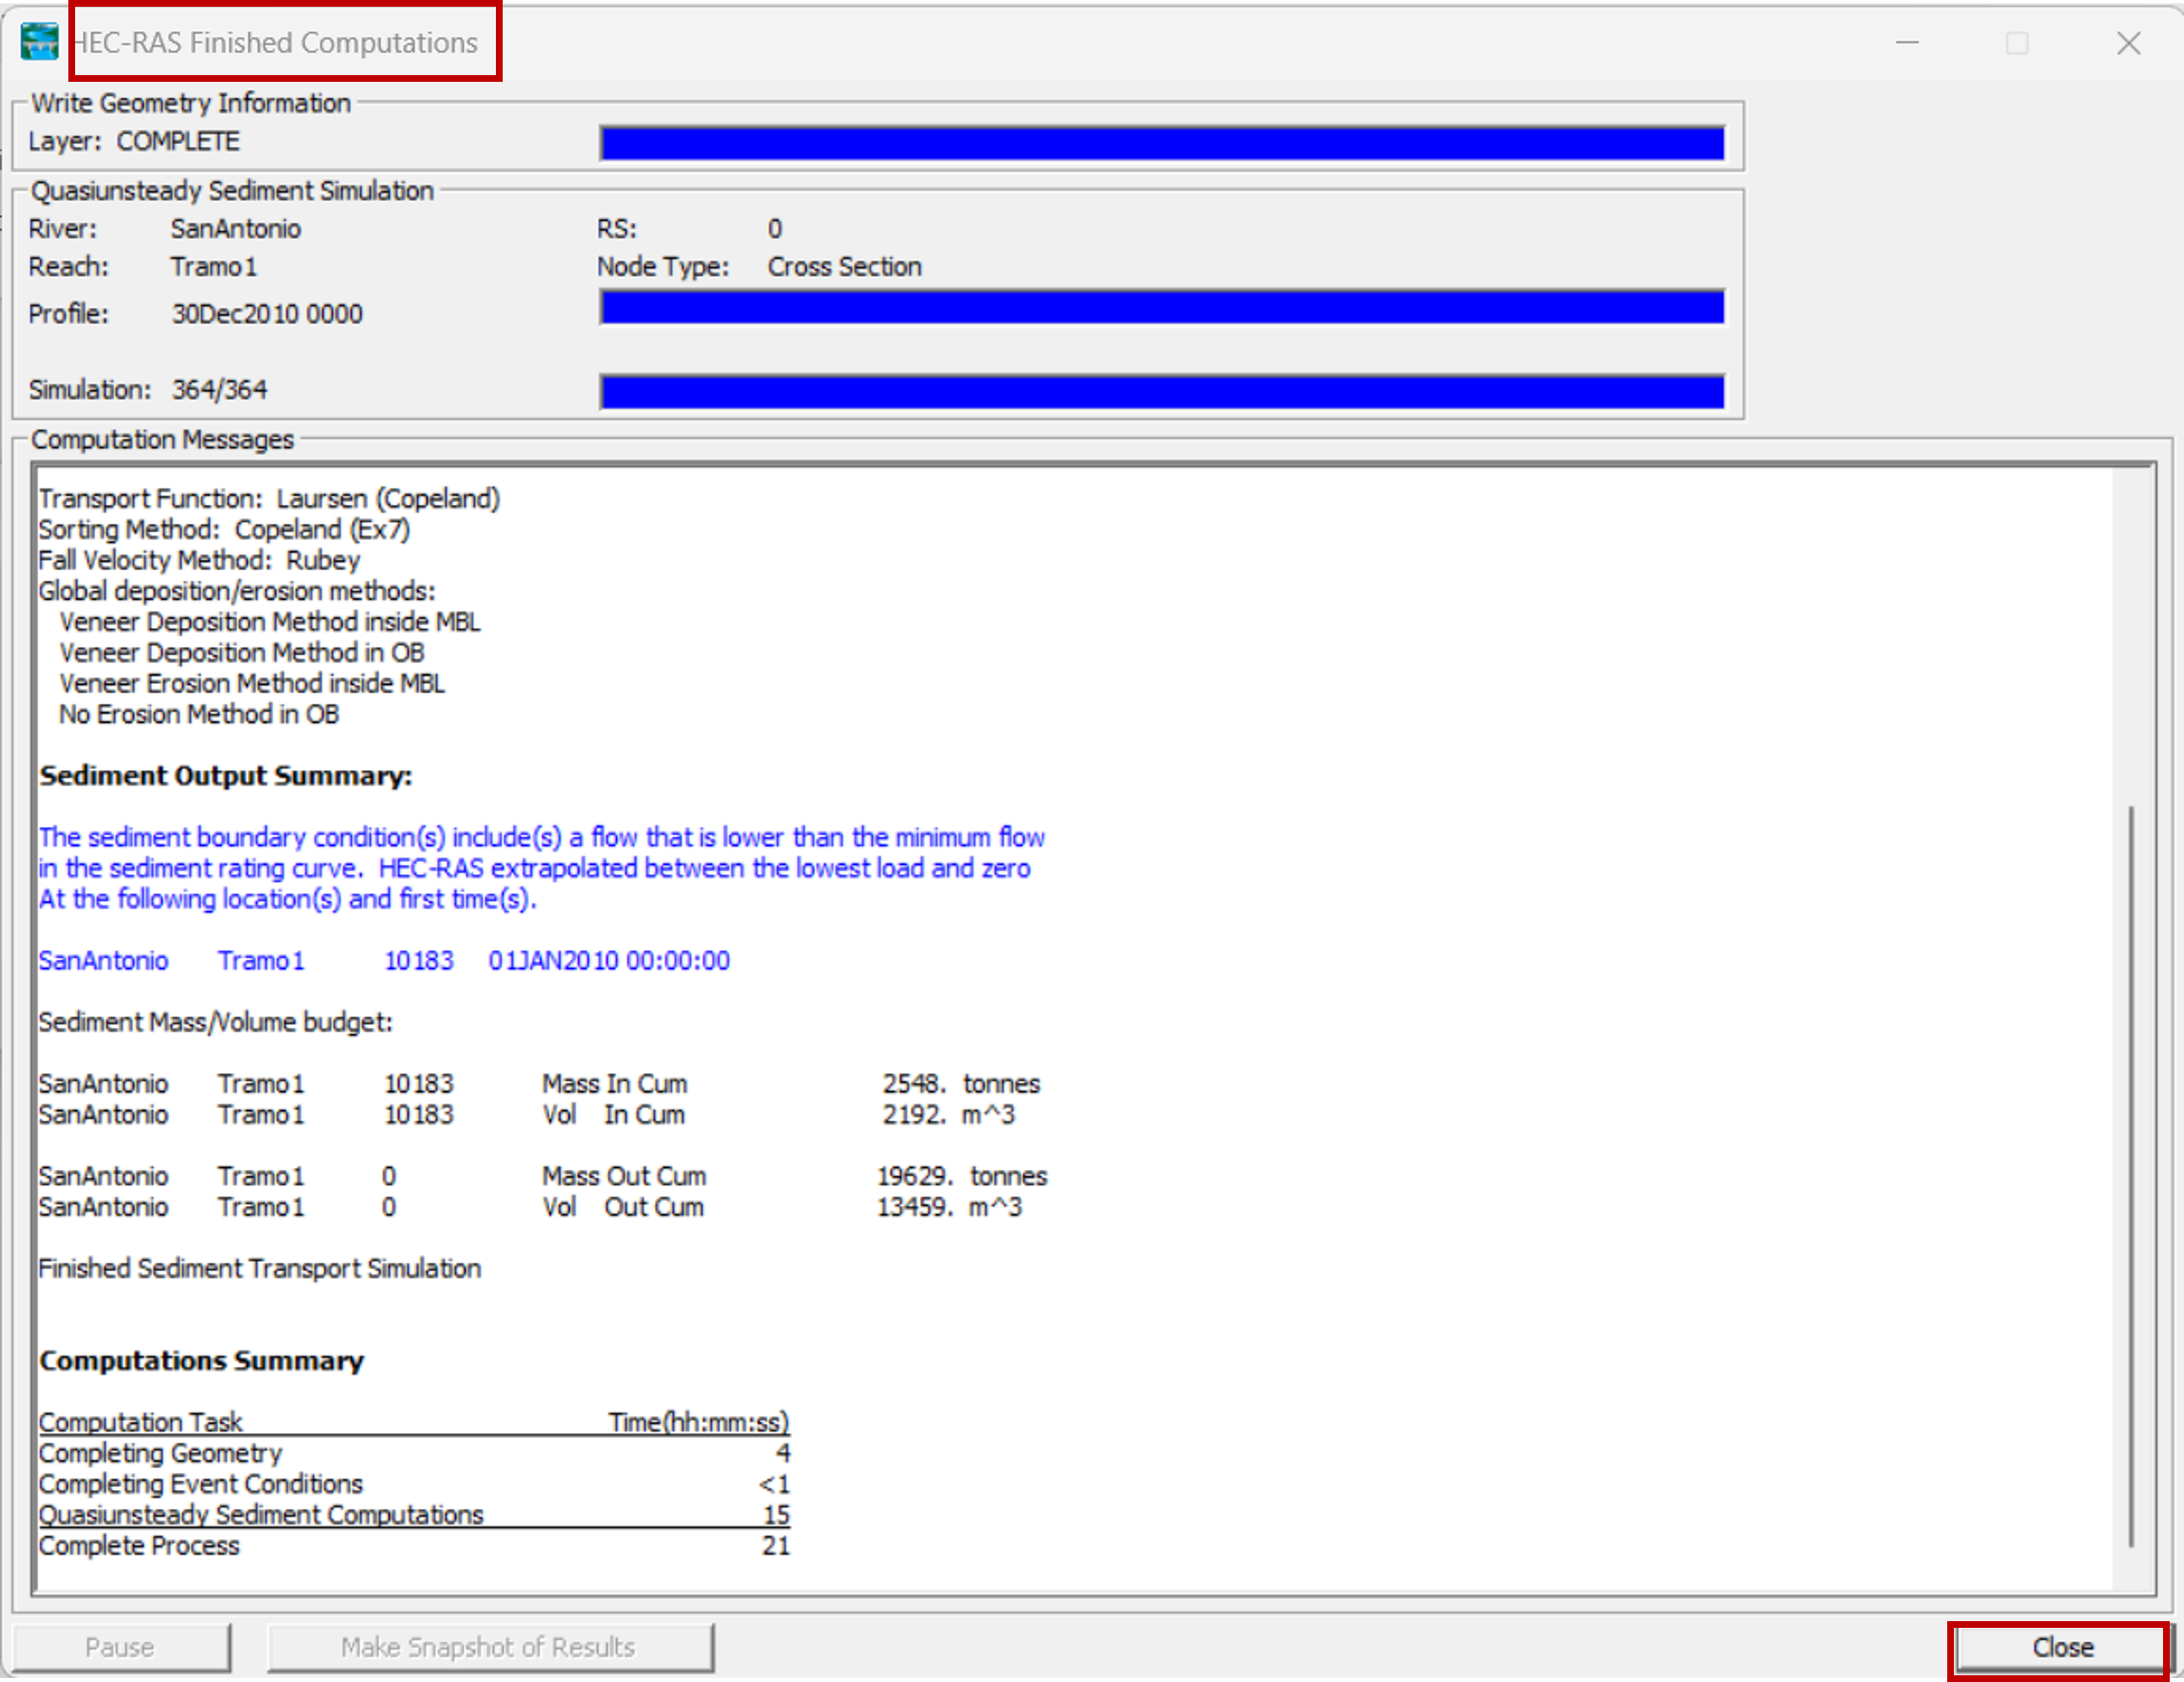 HEC-RAS Finished Computations
Write Geometry Information
Layer: COMPLETE
Quasiunsteady Sediment Simulation
River: SanAntonio RS: 0
Reach: Tramo1 Node Type: Cross Section
Profile: 30Dec2010 0000
Simulation: 364/364
Computation Messages
Transport Function: Laursen (Copeland)
Sorting Method: Copeland (Ex7)
Fall Velocity Method: Rubey
Global deposition/erosion methods:
Veneer Deposition Method inside MBL
Veneer Deposition Method in OB
Veneer Erosion Method inside MBL
No Erosion Method in OB
Sediment Output Summary:
The sediment boundary condition(s) include(s) a flow that is lower than the minimum flow
in the sediment rating curve. HEC-RAS extrapolated between the lowest load and zero
At the following location(s) and first time(s).
SanAntonio Tramo1 10183 01JAN2010 00:00:00
Sediment Mass/Volume budget:
SanAntonio Tramo1 10183 Mass In Cum 2548. tonnes
SanAntonio Tramo1 10183 Vol In Cum 2192. m^3
SanAntonio Tramo1 0 Mass Out Cum 19629. tonnes
SanAntonio Tramo1 0 Vol Out Cum 13459. m^3
Finished Sediment Transport Simulation
Computations Summary
Computation Task Time(hh:mm:ss)
Completing Geometry 4
Completing Event Conditions <1
Quasiunsteady Sediment Computations 15
Complete Process 21
Pause Make Snapshot of Results Close